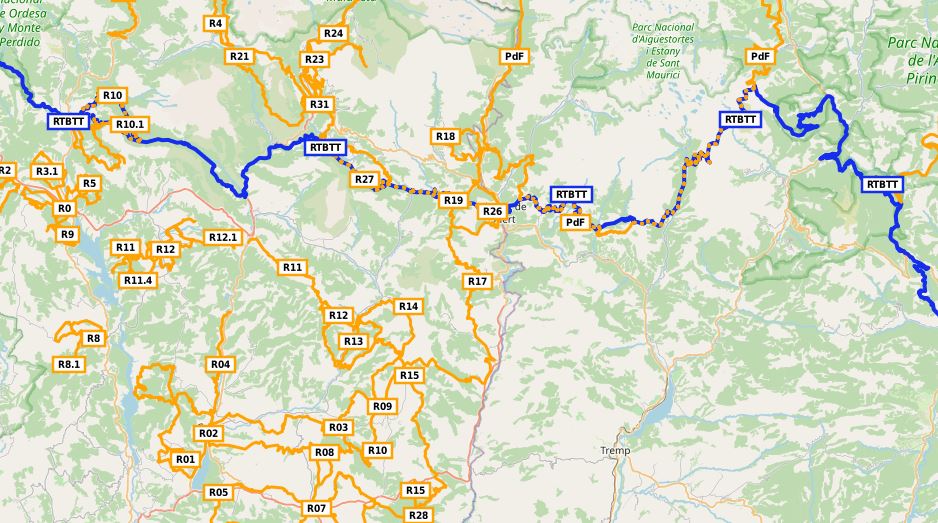 de Ordesa
y Monte
Perdido
R4
R24
R21
R23
PdF
Parc Nacional
d'Aigüestortes
i Estany
de Sant
Maurici
PdF
Parc Na
de l'A
Pirin
R10
RTBTT
R10.1
R31
R18
RTBTT
RTBTT
R2
R3.1
R5
R27
R19
RTBTT
RTBTT
R0
R26
de
PdF
R9
R12.1
R11
R12
R11.4
R11
R17
R12
R14
R13
R8
R8.1
R04
R15
R09
R03
R02
R08
R10
Tremp
R01
R05
R15
R07
R28